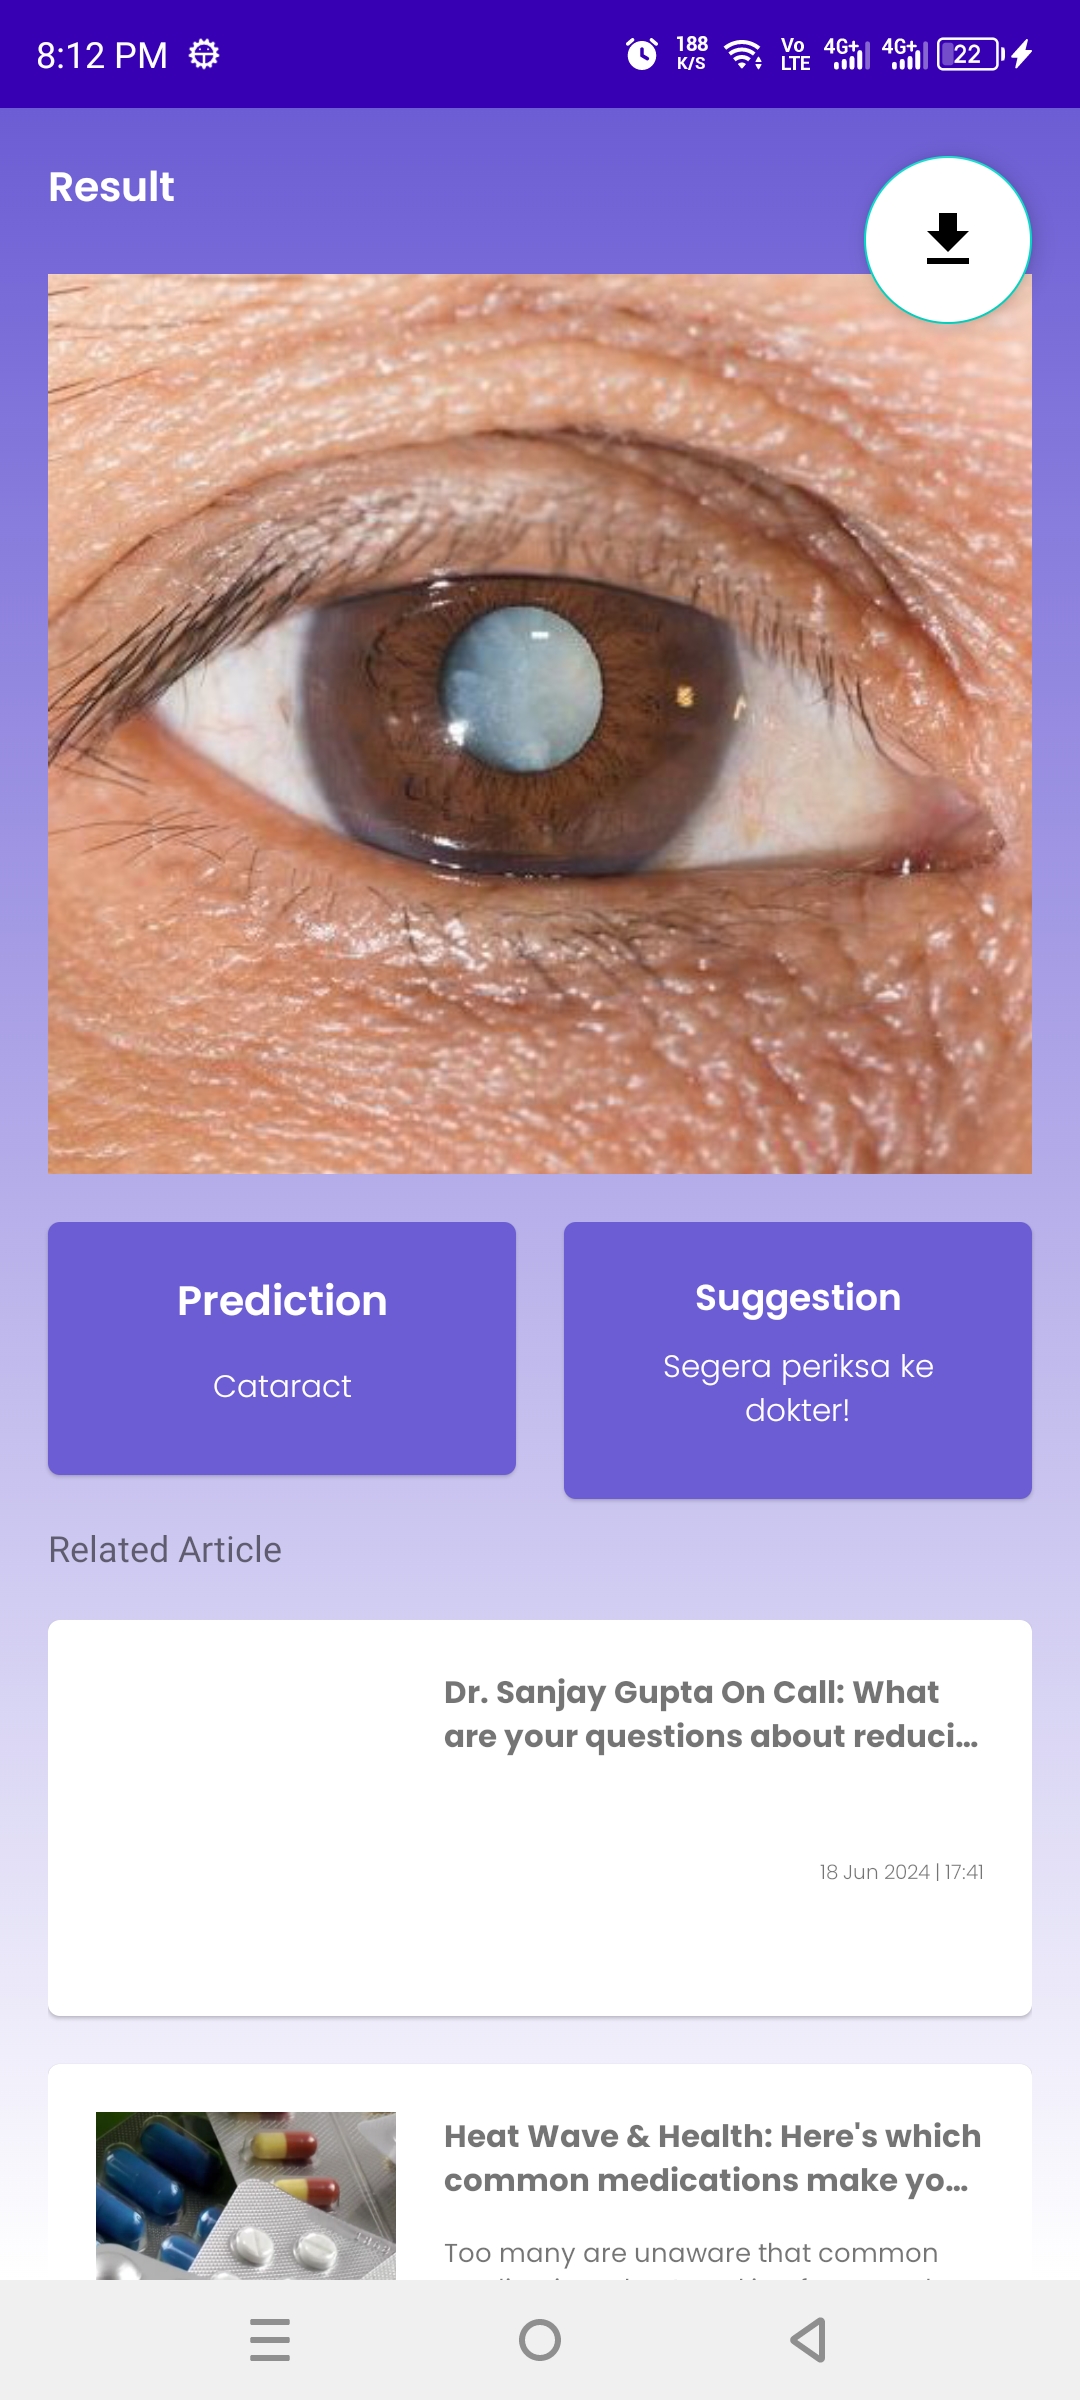 8:12 PM
188
K/S
Vo
LTE
4G+
4G+
22
Result
Prediction
Cataract
Suggestion
Segera periksa ke
dokter!
Related Article
Dr. Sanjay Gupta On Call: What
are your questions about reduci...
18 Jun 2024 | 17:41
Heat Wave & Health: Here's which
common medications make yo...
Too many are unaware that common